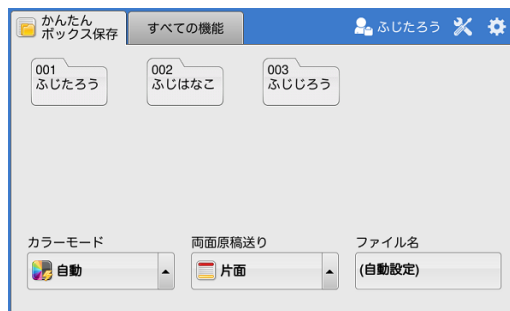 かんたん
ボックス保存
すべての機能
ふじたろう
001
ふじたろう
002
ふじはなこ
003
ふじじろう
カラーモード
両面原稿送り
ファイル名
自動
片面
(自動設定)